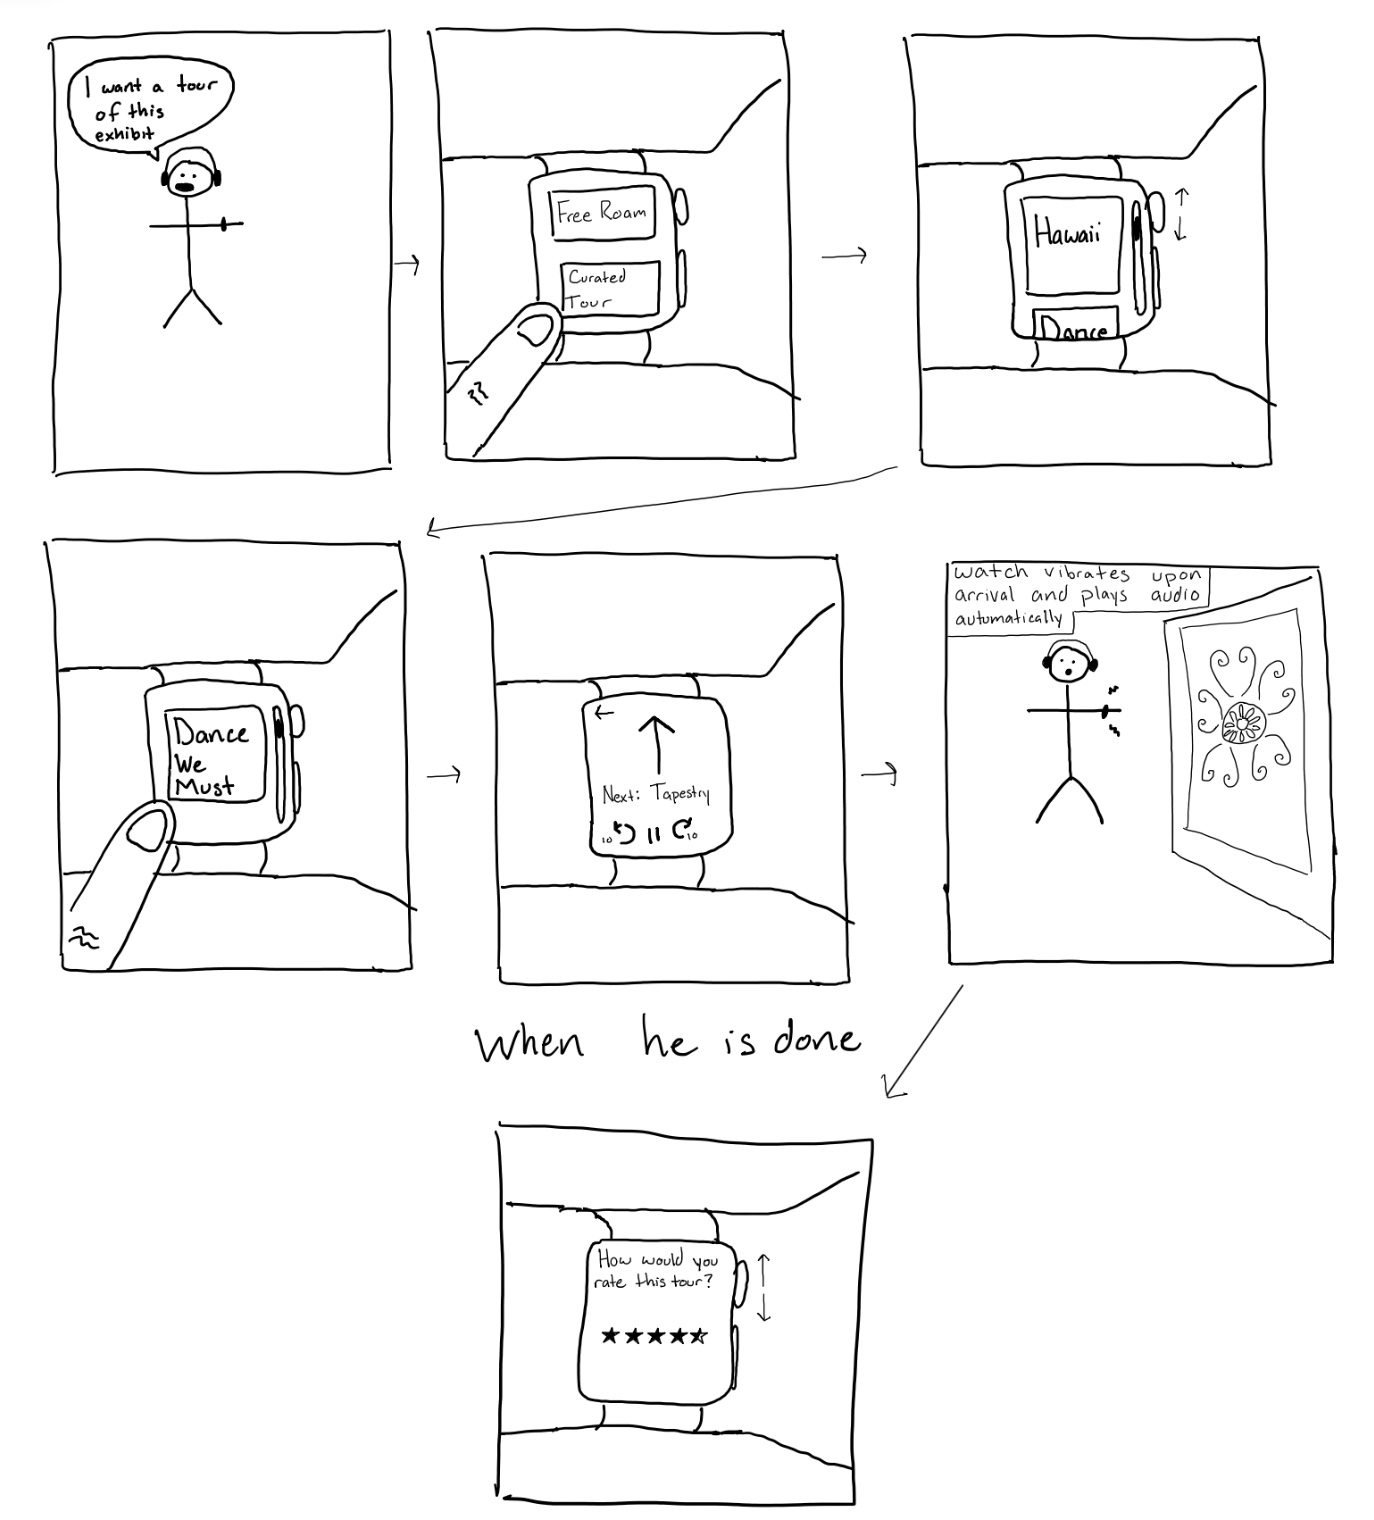 I want a tour
of this
exhibit
Free Roam
Curated
Tour
Hawaii
Dance
Dance
We
Must
Next: Tapestry
10 10
watch vibrates upon
arrival and plays audio
automatically
When he is done
How would you
rate this tour?